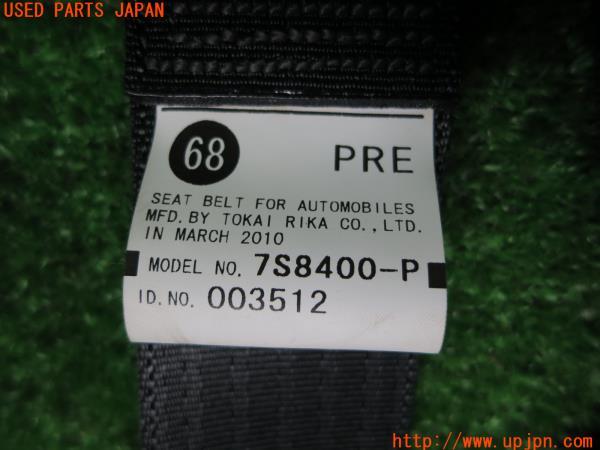 USED PARTS JAPAN
68 PRE
SEAT BELT FOR AUTOMOBILES
MFD. BY TOKAI RIKA CO., LTD.
IN MARCH 2010
MODEL NO. 7S8400-P
ID. NO. 003512
http://www.upjpn.com/